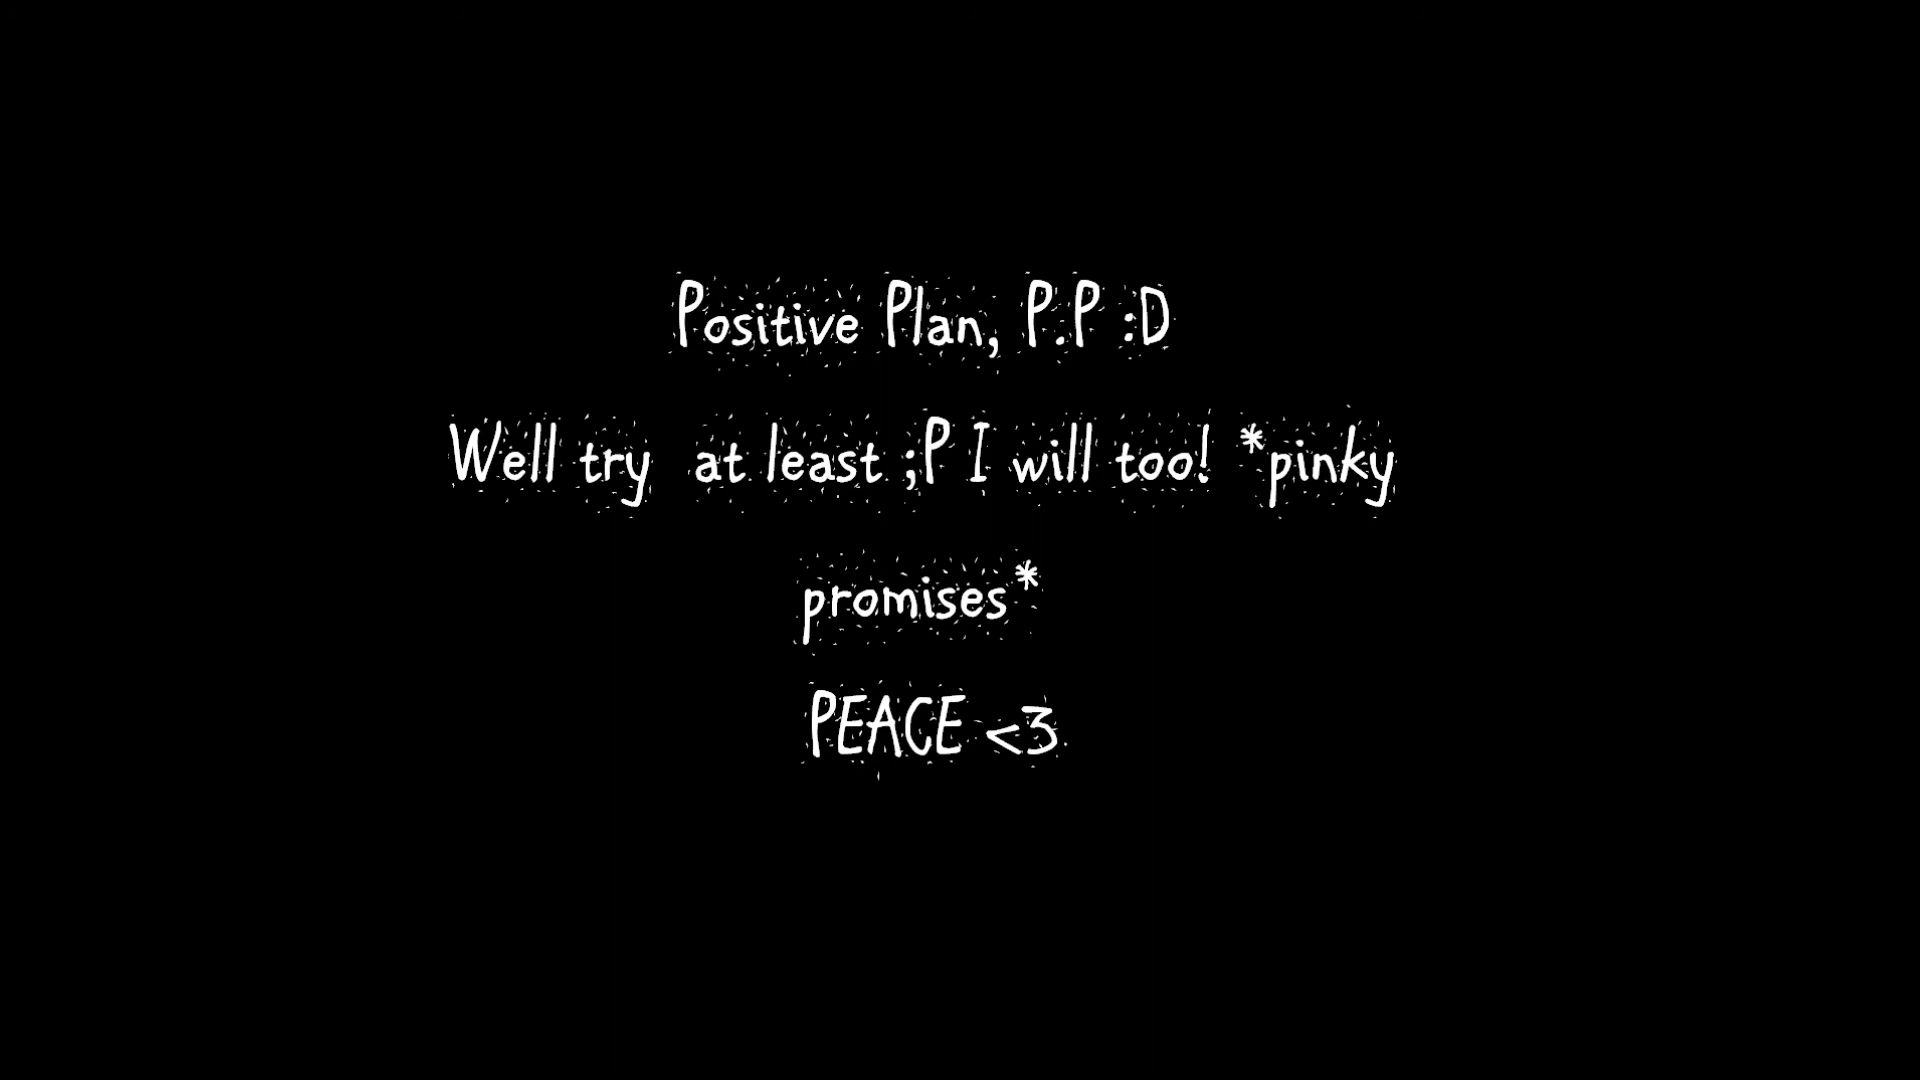 Positive Plan, P.P :D
Well try  at least ;P I will too! *pinky
promises*
PEACE <3